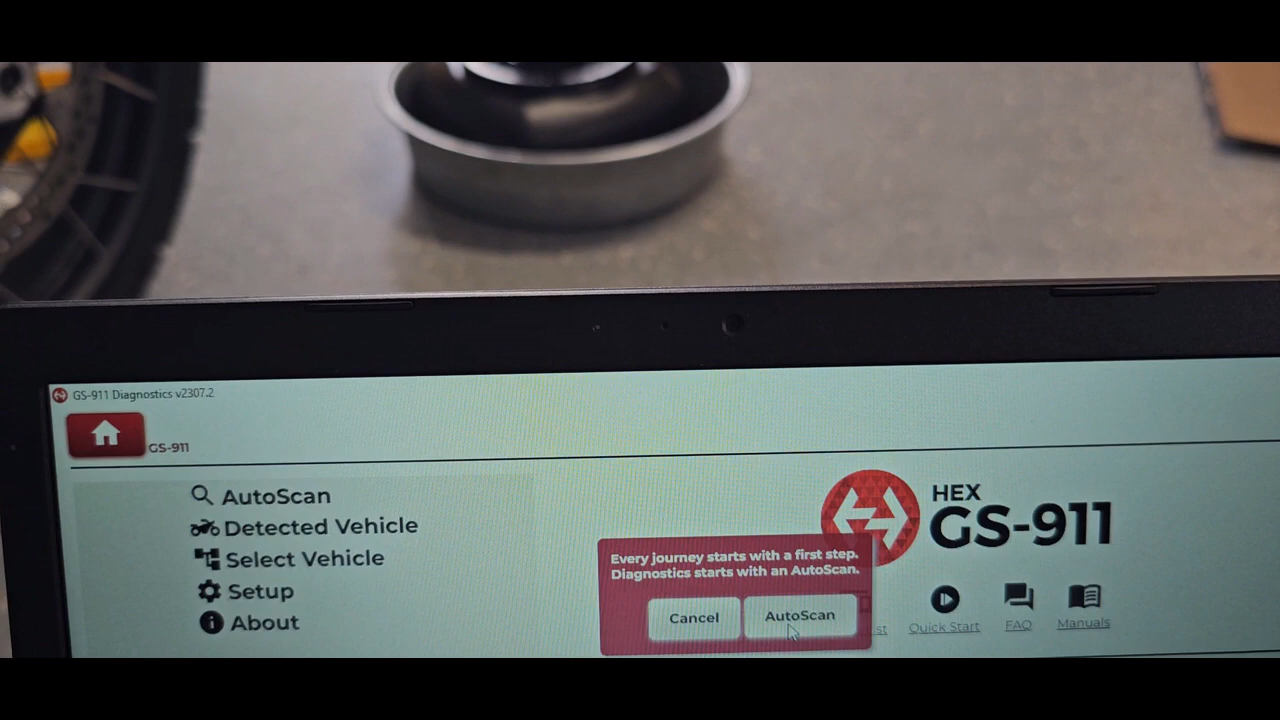 GS-911 Diagnostics v2307.2
GS-911
AutoScan
Detected Vehicle
Select Vehicle
Setup
About
HEX
GS-911
Every journey starts with a first step.
Diagnostics starts with an AutoScan.
Cancel
AutoScan
Quick Start
FAQ
Manuals